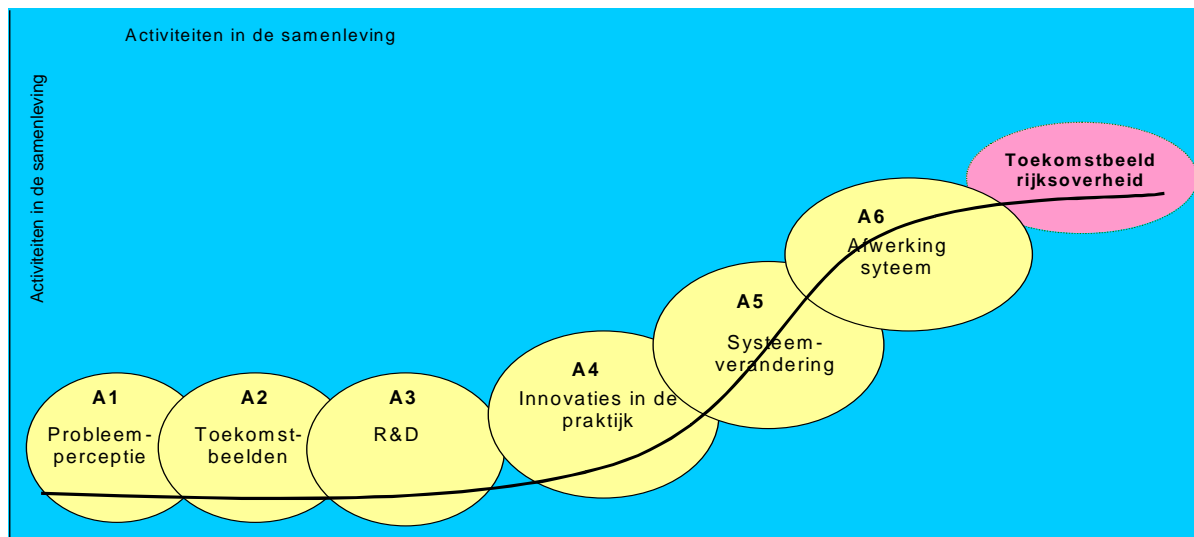 Activiteiten in de samenleving
Activiteiten in de samenleving
A1
Probleem-
perceptie
A2
Toekomst-
beelden
A3
R&D
A4
Innovaties in de
praktijk
A5
Systeem-
verandering
A6
Afwerking
syteem
Toekomstbeeld
rijksoverheid